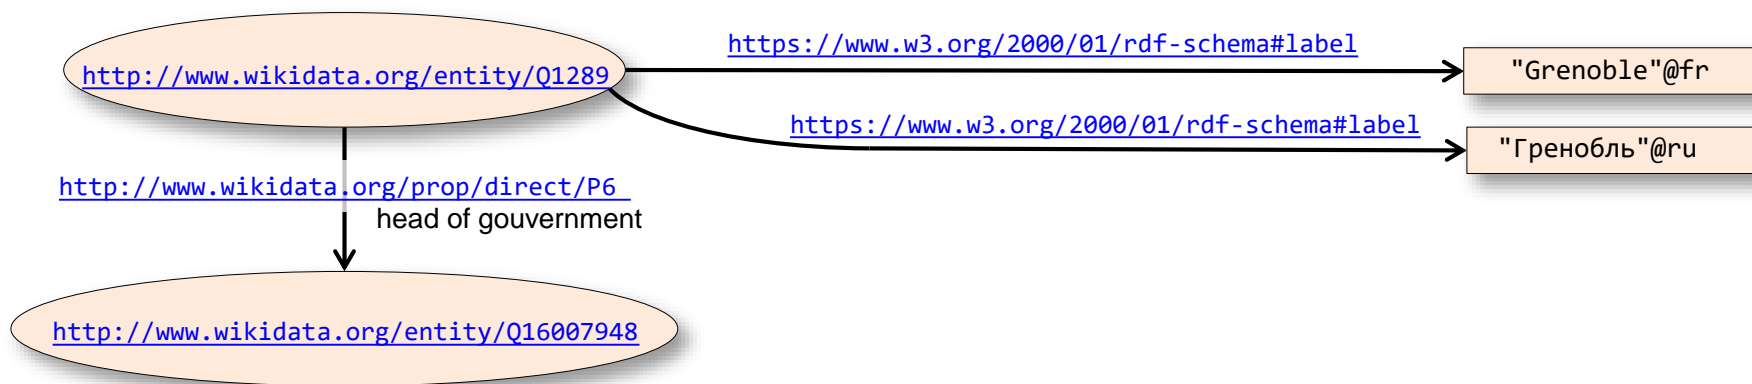 https://www.w3.org/2000/01/rdf-schema#label
"Grenoble"@fr
http://www.wikidata.org/entity/Q1289
https://www.w3.org/2000/01/rdf-schema#label
"Гренобль"@ru
http://www.wikidata.org/prop/direct/P6
head of gouvernment
http://www.wikidata.org/entity/Q16007948